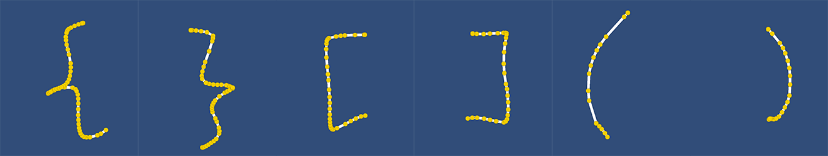 { } [ ] ( )